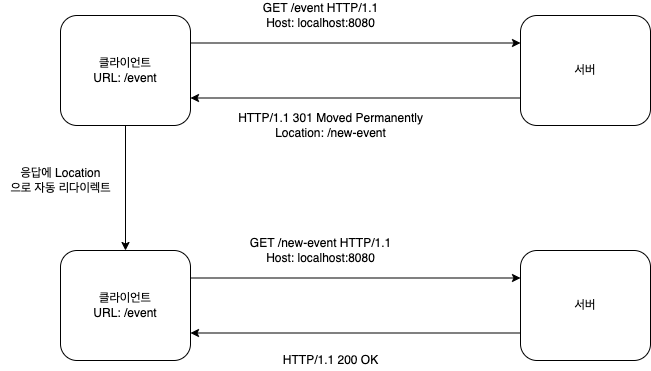 GET /event HTTP/1.1
Host: localhost:8080
클라이언트
URL: /event
서버
HTTP/1.1 301 Moved Permanently
Location: /new-event
응답에 Location
으로 자동 리다이렉트
GET /new-event HTTP/1.1
Host: localhost:8080
클라이언트
URL: /event
서버
HTTP/1.1 200 OK